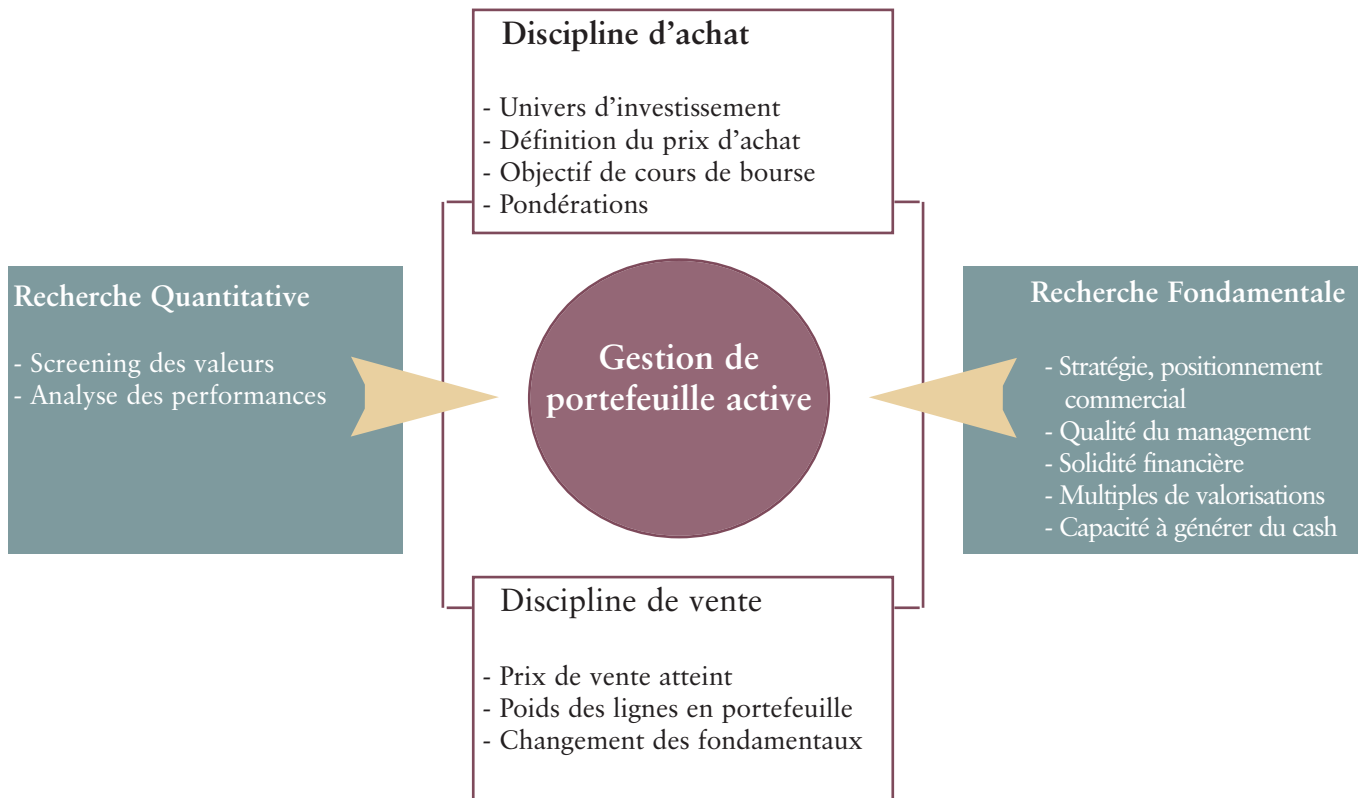 Discipline d’achat
- Univers d’investissement
- Définition du prix d’achat
- Objectif de cours de bourse
- Pondérations
Recherche Quantitative
- Screening des valeurs
- Analyse des performances
Gestion de
portefeuille active
Recherche Fondamentale
- Stratégie, positionnement
commercial
- Qualité du management
- Solidité financière
- Multiples de valorisations
- Capacité à générer du cash
Discipline de vente
- Prix de vente atteint
- Poids des lignes en portefeuille
- Changement des fondamentaux